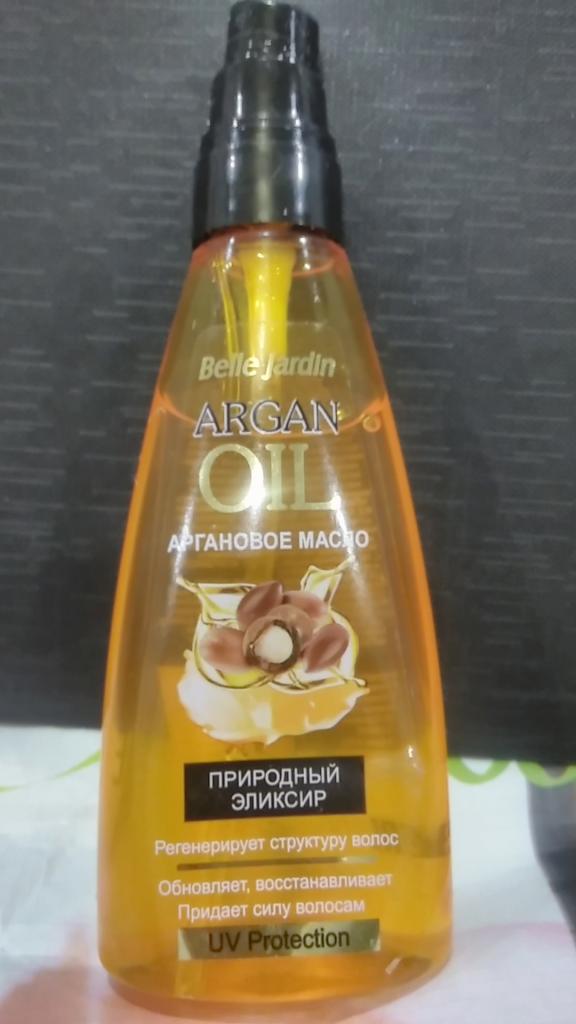 Belle Jardin
ARGAN
OIL
АРГАНОВОЕ МАСЛО
ПРИРОДНЫЙ
ЭЛИКСИР
Регенерирует структуру волос
Обновляет, восстанавливает
Придает силу волосам
UV Protection